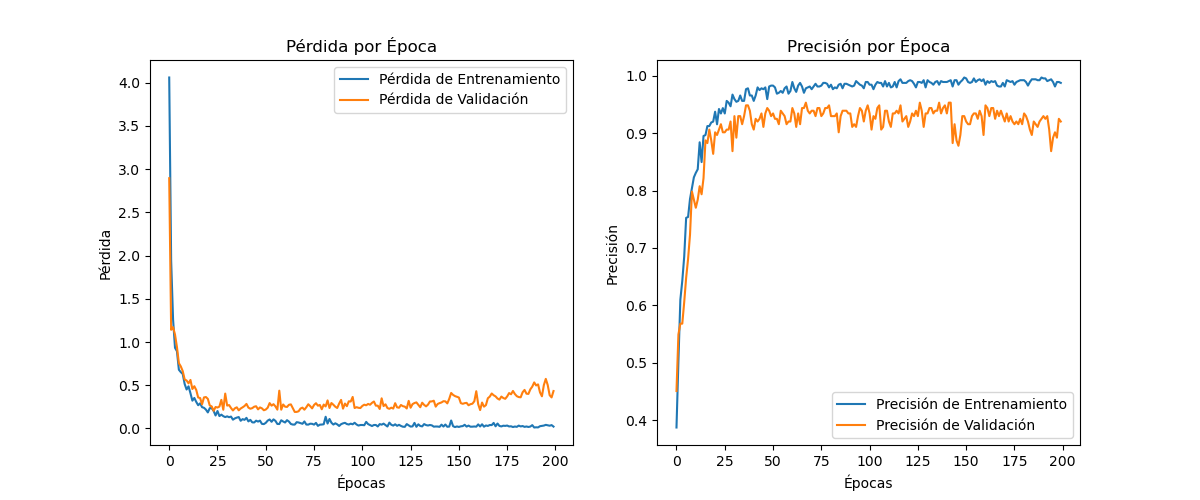 Pérdida por Época
Pérdida de Entrenamiento
Pérdida de Validación
4.0
3.5
3.0
2.5
2.0
1.5
1.0
0.5
0.0
Pérdida
0 25 50 75 100 125 150 175 200
Épocas
Precisión por Época
1.0
0.9
0.8
0.7
0.6
0.5
0.4
Precisión
Precisión de Entrenamiento
Precisión de Validación
0 25 50 75 100 125 150 175 200
Épocas